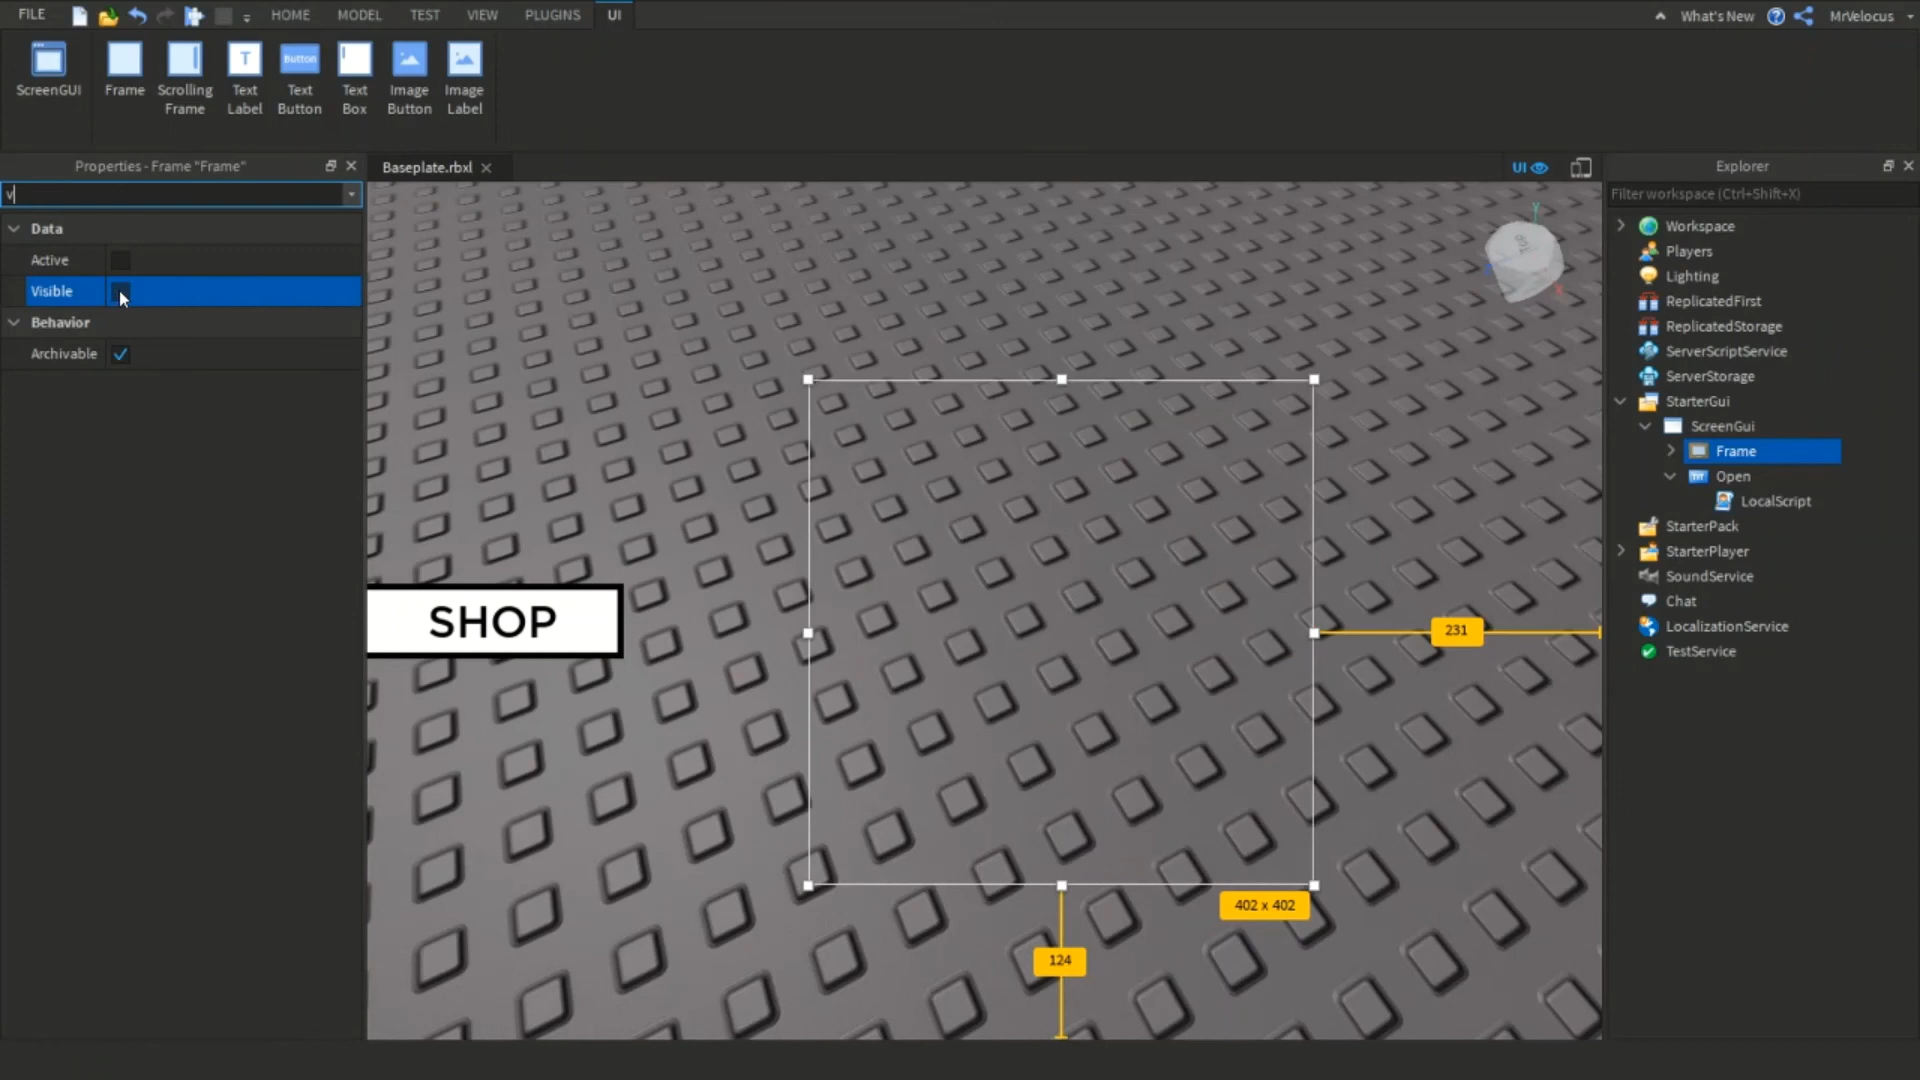 FILE
HOME
MODEL
TEST
VIEW
PLUGINS
UI
What's New
MrVelocus
ScreenGUI
Frame
Scrolling
Frame
Text
Label
Button
Text
Button
Text
Box
Image
Button
Image
Label
Properties - Frame "Frame"
Baseplate.rbxl
UI
Explorer
v
Filter workspace (Ctrl+Shift+X)
Data
Active
Visible
Behavior
Archivable
Workspace
Players
Lighting
ReplicatedFirst
ReplicatedStorage
ServerScriptService
ServerStorage
StarterGui
ScreenGui
Frame
Open
LocalScript
StarterPack
StarterPlayer
SoundService
Chat
LocalizationService
TestService
SHOP
231
402 x 402
124